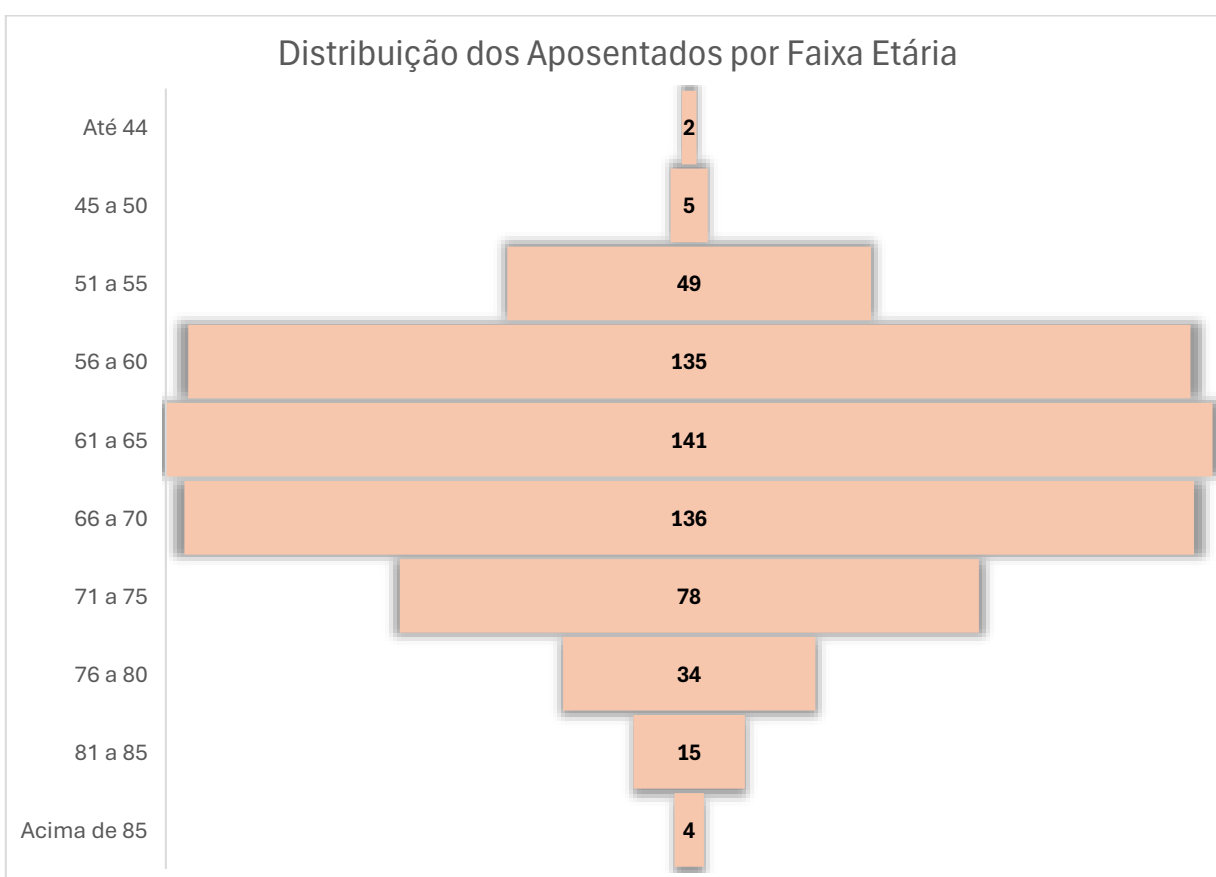 Distribuição dos Aposentados por Faixa Etária
Até 44 2
45 a 50 5
51 a 55 49
56 a 60 135
61 a 65 141
66 a 70 136
71 a 75 78
76 a 80 34
81 a 85 15
Acima de 85 4